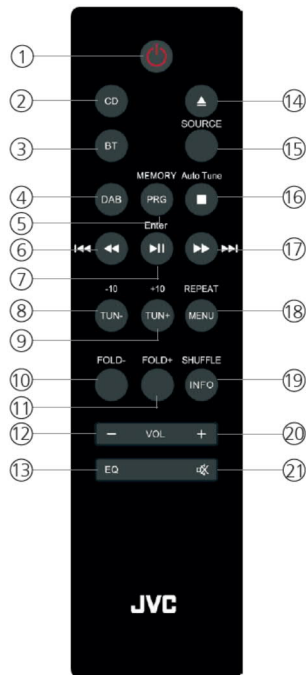 ①
② CD ⑭
SOURCE
③ BT ⑮
MEMORY Auto Tune
④ DAB PRG ⑯
⑤ Enter
⑥ ⑰
⑦
-10 +10 REPEAT
⑧ TUN- TUN+ MENU ⑱
⑨
FOLD- FOLD+ SHUFFLE
⑩ INFO ⑲
⑪
⑫ - VOL + ⑳
⑬ EQ ㉑
JVC